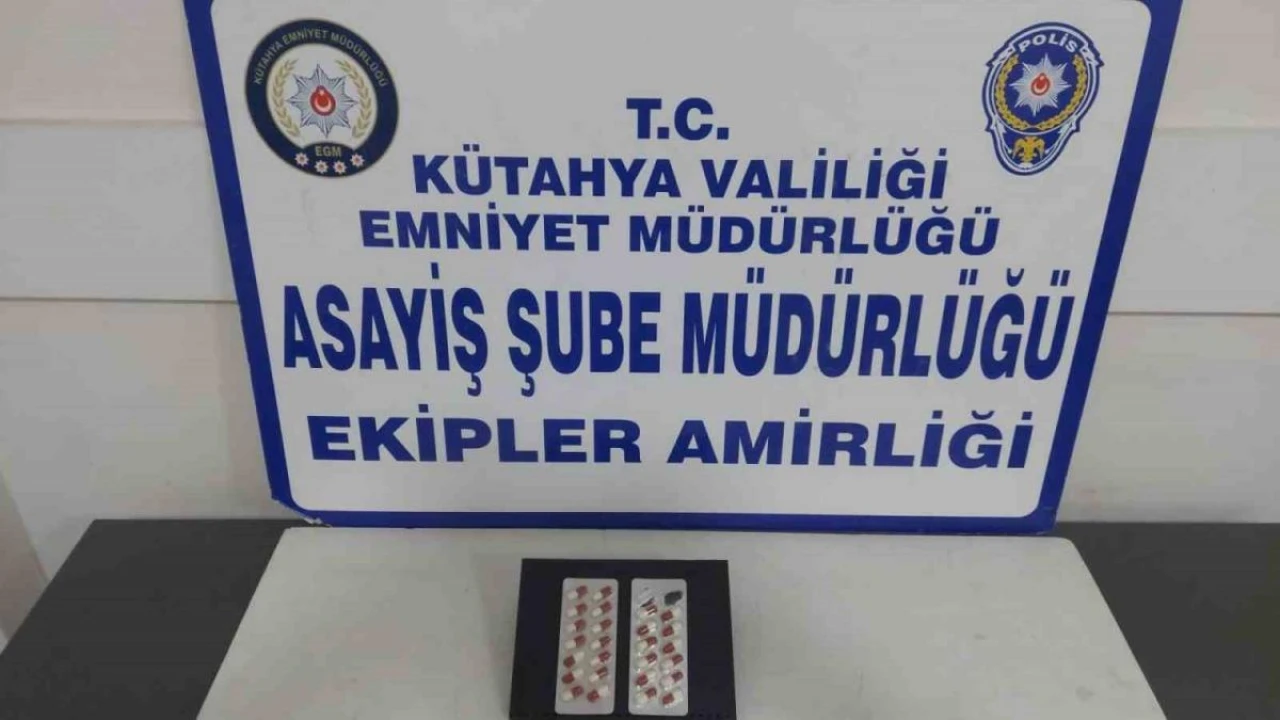 KÜTAHYA EMNİYET MÜDÜRLÜĞÜ
EGM
POLİS
T.C.
KÜTAHYA VALİLİĞİ
EMNİYET MÜDÜRLÜĞÜ
ASAYİŞ ŞUBE MÜDÜRLÜĞÜ
EKİPLER AMİRLİĞİ